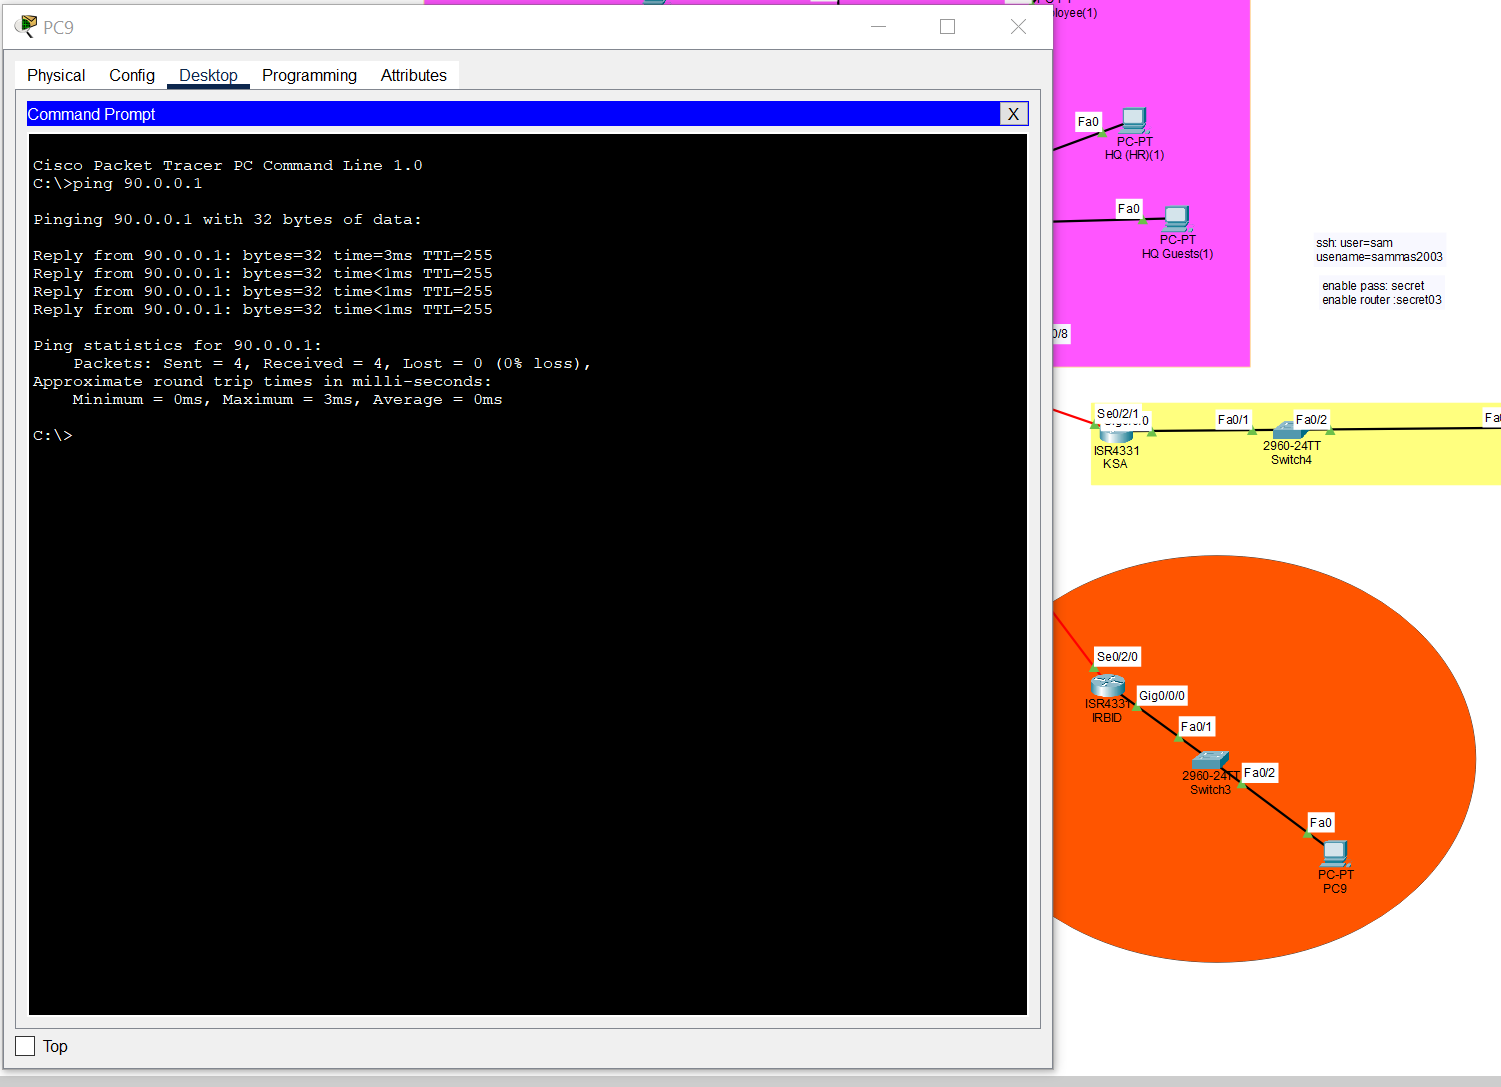 PC9
Physical Config Desktop Programming Attributes
Command Prompt
X
Cisco Packet Tracer PC Command Line 1.0
C:\>ping 90.0.0.1
Pinging 90.0.0.1 with 32 bytes of data:
Reply from 90.0.0.1: bytes=32 time=3ms TTL=255
Reply from 90.0.0.1: bytes=32 time<1ms TTL=255
Reply from 90.0.0.1: bytes=32 time<1ms TTL=255
Reply from 90.0.0.1: bytes=32 time<1ms TTL=255
Ping statistics for 90.0.0.1:
Packets: Sent = 4, Received = 4, Lost = 0 (0% loss),
Approximate round trip times in milli-seconds:
Minimum = 0ms, Maximum = 3ms, Average = 0ms
C:\>
Top
loyee(1)
Fa0
PC-PT
HQ (HR)(1)
Fa0
PC-PT
HQ Guests(1)
0/8
ssh: user=sam
usename=sammas2003
enable pass: secret
enable router :secret03
Se0/2/1
ISR4331
KSA
Fa0/1
Fa0/2
2960-24TT
Switch4
Fa
Se0/2/0
ISR4331
IRBID
Gig0/0/0
Fa0/1
2960-24TT
Switch3
Fa0/2
Fa0
PC-PT
PC9